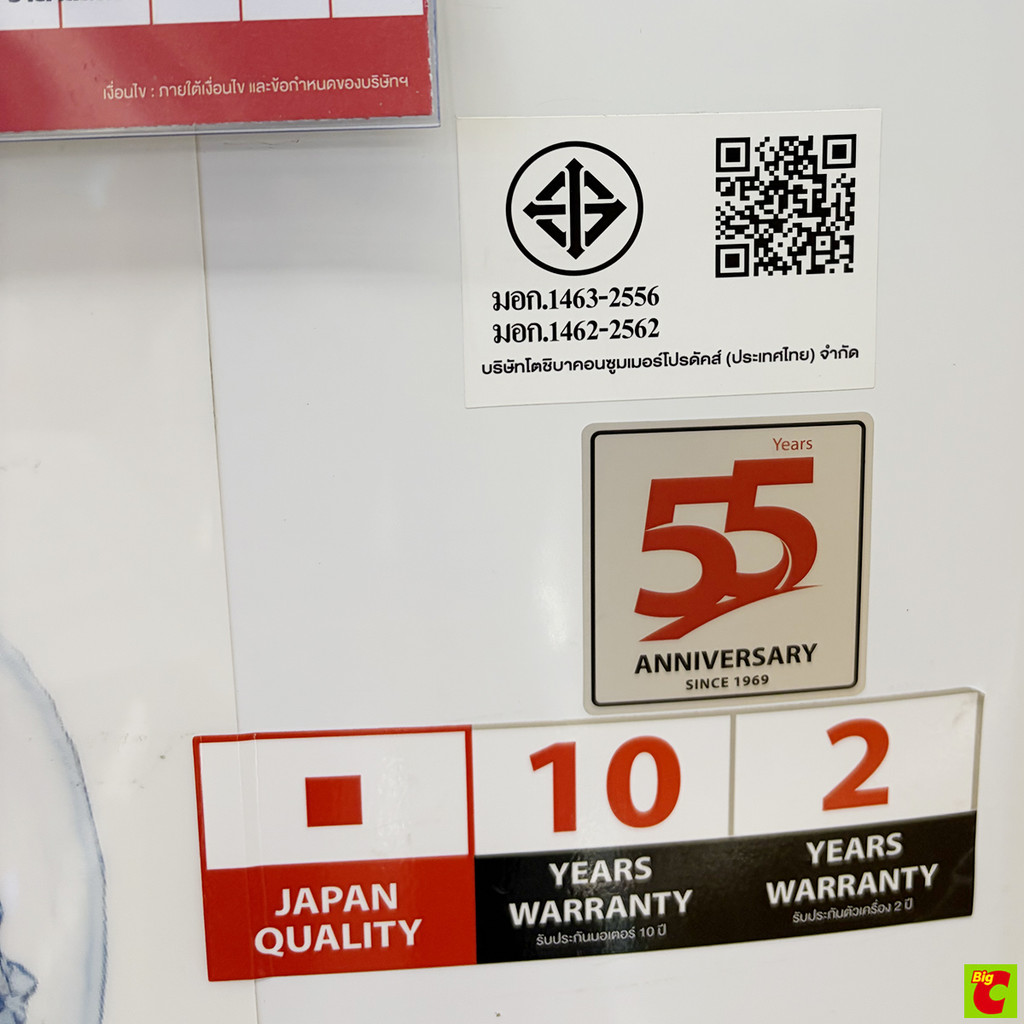 เงื่อนไข : ภายใต้เงื่อนไข และข้อกำหนดของบริษัทฯ
มอก.1463-2556
มอก.1462-2562
บริษัทโตชิบาคอนซูมเมอร์โปรดัคส์ (ประเทศไทย) จำกัด
Years
55
ANNIVERSARY
SINCE 1969
JAPAN
QUALITY
10
YEARS
WARRANTY
รับประกันมอเตอร์ 10 ปี
2
YEARS
WARRANTY
รับประกันตัวเครื่อง 2 ปี
Big
C